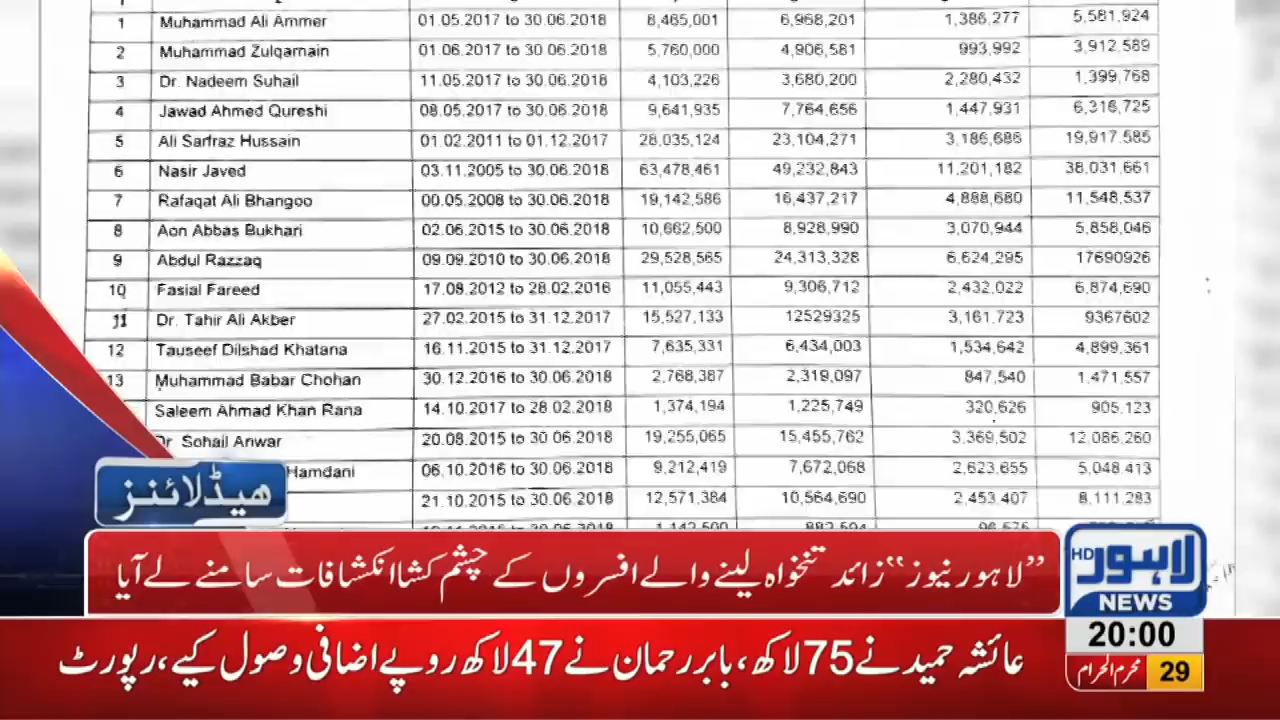 1 Muhammad Ali Ammer 01.05.2017 to 30.06.2018 8,465,001 6,968,201 1,386,277 5,581,924
2 Muhammad Zulqarnain 01.06.2017 to 30.06.2018 5,760,000 4,906,581 993,992 3,912,589
3 Dr. Nadeem Suhail 11.05.2017 to 30.06.2018 4,103,226 3,680,200 2,280,432 1,399,768
4 Jawad Ahmed Qureshi 08.05.2017 to 30.06.2018 9,641,935 7,764,656 1,447,931 6,316,725
5 Ali Sarfraz Hussain 01.02.2011 to 01.12.2017 28,035,124 23,104,271 3,186,686 19,917,585
6 Nasir Javed 03.11.2005 to 30.06.2018 63,478,461 49,232,843 11,201,182 38,031,661
7 Rafaqat Ali Bhangoo 00.05.2008 to 30.06.2018 19,142,586 16,437,217 4,888,680 11,548,537
8 Aon Abbas Bukhari 02.06.2015 to 30.06.2018 10,662,500 8,928,990 3,070,944 5,858,046
9 Abdul Razzaq 09.09.2010 to 30.06.2018 29,528,565 24,313,328 6,624,295 17690926
10 Fasial Fareed 17.08.2012 to 28.02.2016 11,055,443 9,306,712 2,432,022 6,874,690
11 Dr. Tahir Ali Akber 27.02.2015 to 31.12.2017 15,527,133 12529325 3,161,723 9367602
12 Tauseef Dilshad Khatana 16.11.2015 to 31.12.2017 7,635,331 6,434,003 1,534,642 4,899,361
13 Muhammad Babar Chohan 30.12.2016 to 30.06.2018 2,768,387 2,319,097 847,540 1,471,557
Saleem Ahmad Khan Rana 14.10.2017 to 28.02.2018 1,374,194 1,225,749 320,626 905,123
Dr. Sohail Anwar 20.08.2015 to 30.06.2018 19,255,065 15,455,762 3,369,502 12,086,260
Hamdani 06.10.2016 to 30.06.2018 9,212,419 7,672,068 2,623,655 5,048,413
21.10.2015 to 30.06.2018 12,571,384 10,564,690 2,453,407 8,111,283
ہیڈلائنز
”لاہور نیوز“ زائد تنخواہ لینے والے افسروں کے چشم کشا انکشافات سامنے لے آیا
لاہور HD
NEWS
20:00
عائشہ حمید نے 75 لاکھ، بابر رحمان نے 47 لاکھ روپے اضافی وصول کیے، رپورٹ
29 محرم الحرام